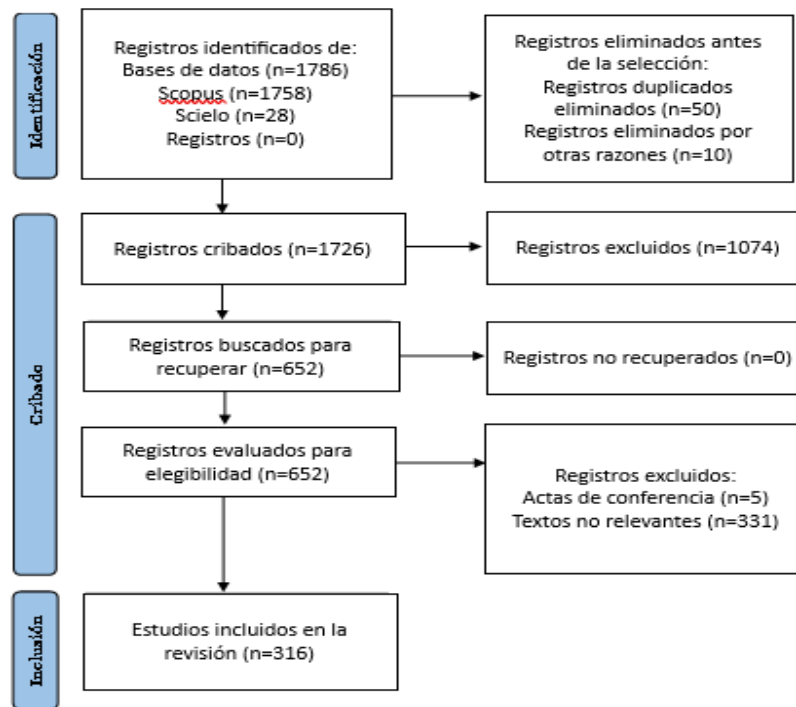 Identificación
Registros identificados de:
Bases de datos (n=1786)
Scopus (n=1758)
Scielo (n=28)
Registros (n=0)
Registros eliminados antes
de la selección:
Registros duplicados
eliminados (n=50)
Registros eliminados por
otras razones (n=10)
Cribado
Registros cribados (n=1726)
Registros excluidos (n=1074)
Registros buscados para
recuperar (n=652)
Registros no recuperados (n=0)
Registros evaluados para
elegibilidad (n=652)
Registros excluidos:
Actas de conferencia (n=5)
Textos no relevantes (n=331)
Inclusión
Estudios incluidos en la
revisión (n=316)